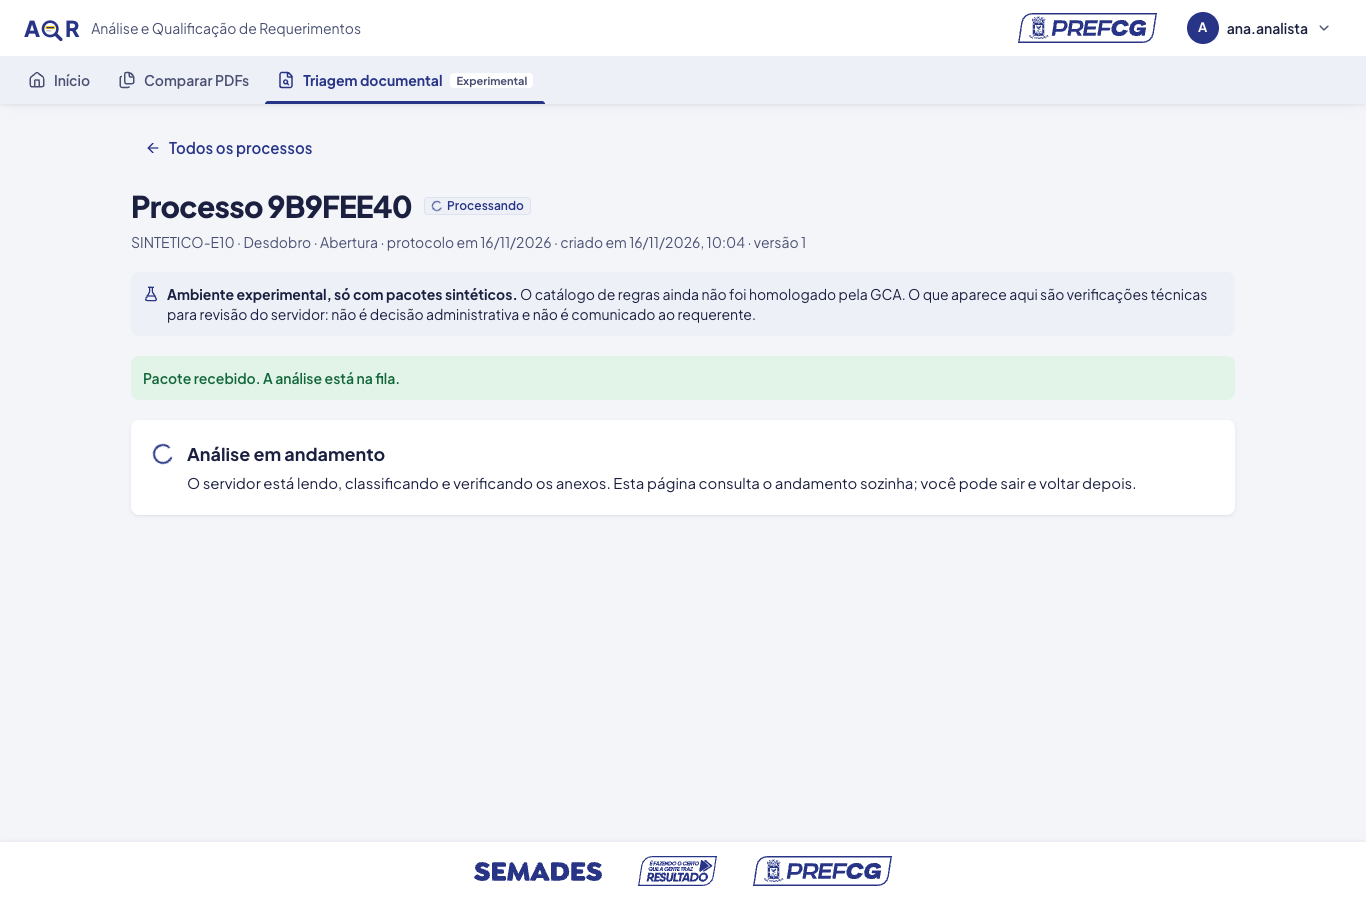 AQR Análise e Qualificação de Requerimentos
PREFCG
A ana.analista
Início
Comparar PDFs
Triagem documental Experimental
Todos os processos
Processo 9B9FEE40 Processando
SINTETICO-E10 · Desdobro · Abertura · protocolo em 16/11/2026 · criado em 16/11/2026, 10:04 · versão 1
Ambiente experimental, só com pacotes sintéticos. O catálogo de regras ainda não foi homologado pela GCA. O que aparece aqui são verificações técnicas
para revisão do servidor: não é decisão administrativa e não é comunicado ao requerente.
Pacote recebido. A análise está na fila.
Análise em andamento
O servidor está lendo, classificando e verificando os anexos. Esta página consulta o andamento sozinha; você pode sair e voltar depois.
SEMADES
É FAZENDO O CERTO
QUE A GENTE TRAZ
RESULTADO
PREFCG